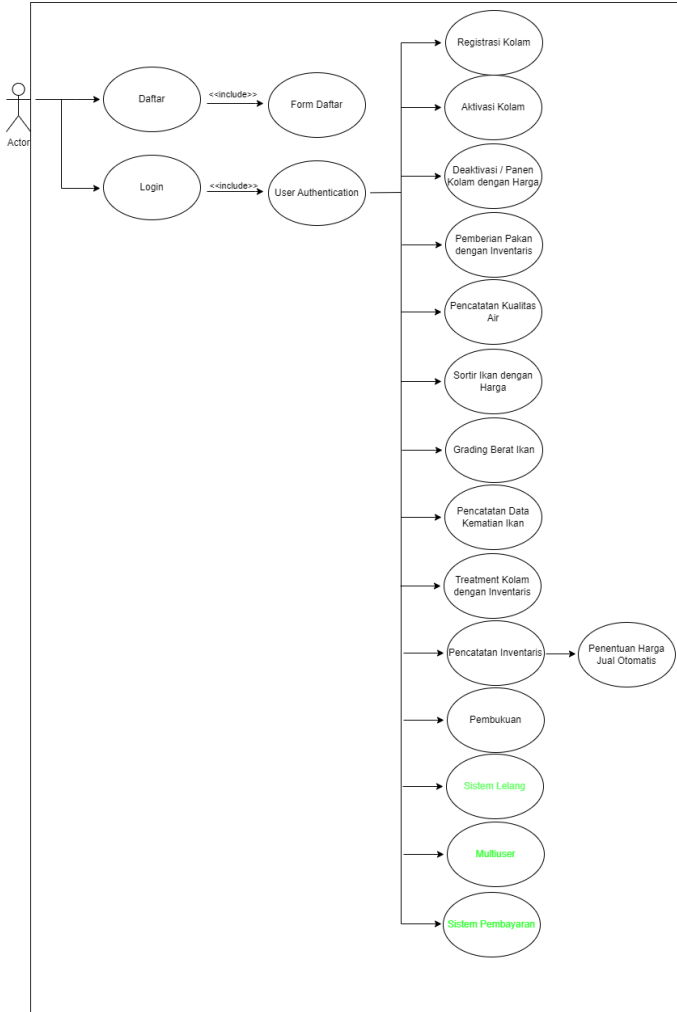 Registrasi Kolam
Actor
Daftar
<<include>>
Form Daftar
Aktivasi Kolam
Login
<<include>>
User Authentication
Deaktivasi / Panen
Kolam dengan Harga
Pemberian Pakan
dengan Inventaris
Pencatatan Kualitas
Air
Sortir Ikan dengan
Harga
Grading Berat Ikan
Pencatatan Data
Kematian Ikan
Treatment Kolam
dengan Inventaris
Pencatatan Inventaris
Penentuan Harga
Jual Otomatis
Pembukuan
Sistem Lelang
Multiuser
Sistem Pembayaran